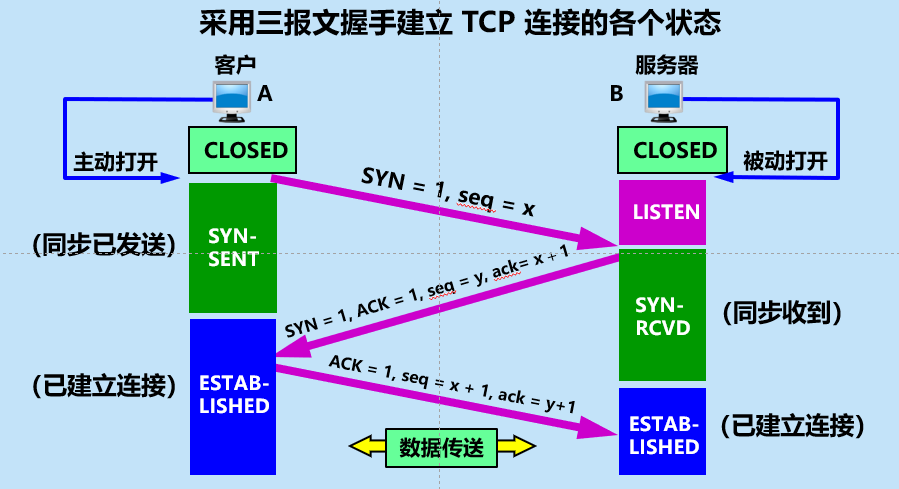 采用三报文握手建立 TCP 连接的各个状态
客户
服务器
A
B
CLOSED
CLOSED
主动打开
被动打开
SYN = 1, seq = x
LISTEN
(同步已发送)
SYN-
SENT
SYN = 1, ACK = 1, seq = y, ack= x + 1
SYN-
RCVD
(同步收到)
(已建立连接)
ESTAB-
LISHED
ACK = 1, seq = x + 1, ack = y+1
ESTAB-
LISHED
(已建立连接)
数据传送